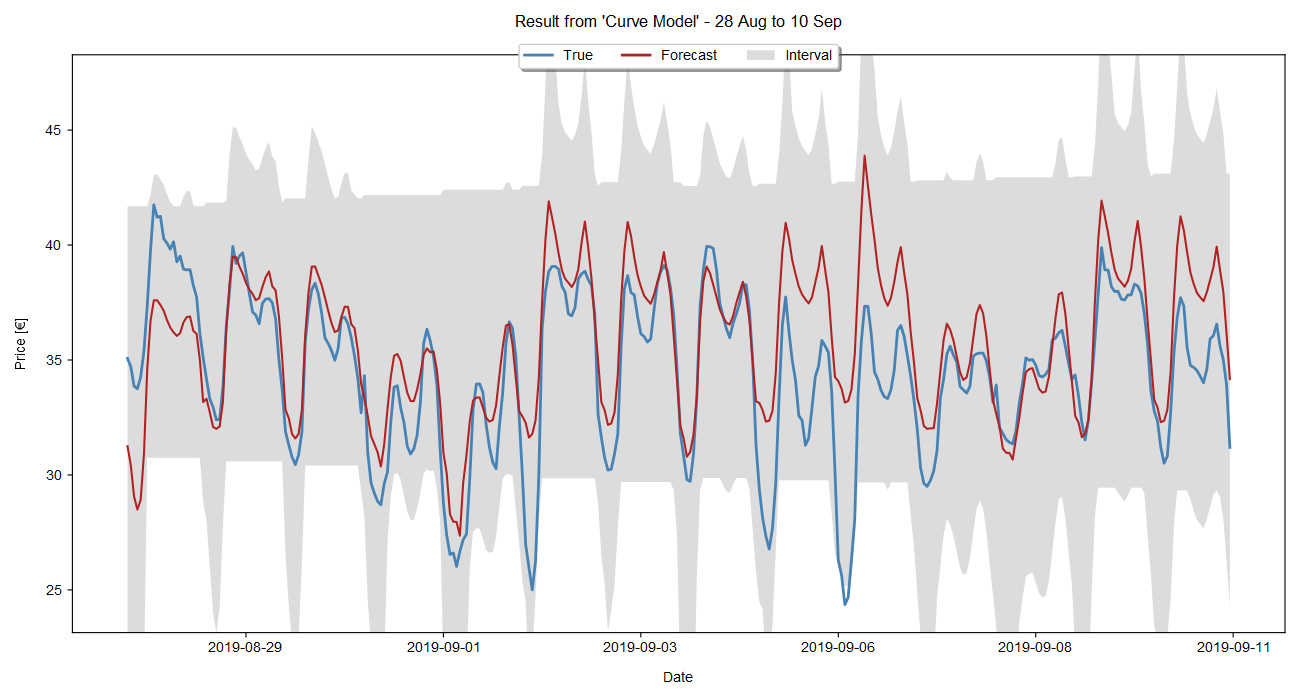 Result from 'Curve Model' - 28 Aug to 10 Sep
True Forecast Interval
45
40
35
30
25
Price [€]
2019-08-29 2019-09-01 2019-09-03 2019-09-06 2019-09-08 2019-09-11
Date